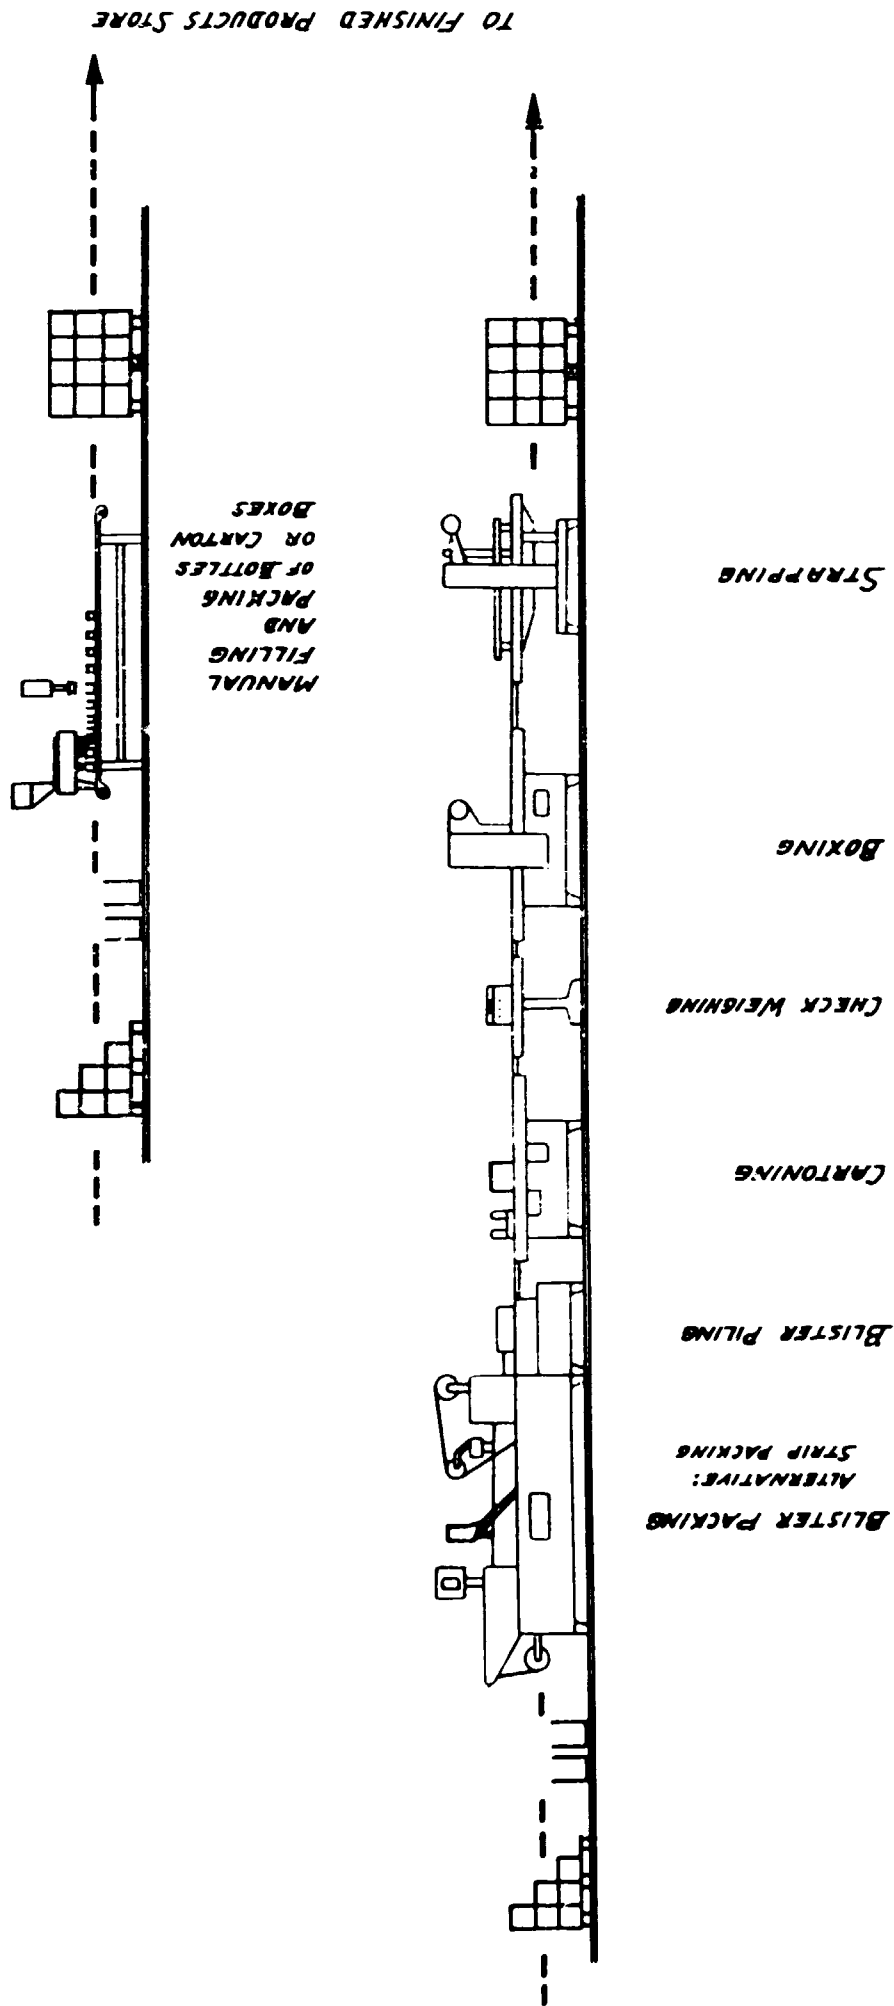 BLISTER PACKING
ALTERNATIVE:
STRIP PACKING
BLISTER PILING
CARTONING
CHECK WEIGHING
BOXING
STRAPPING
MANUAL
FILLING
AND
PACKING
OF BOTTLES
OR CARTON
BOXES
TO FINISHED PRODUCTS STORE